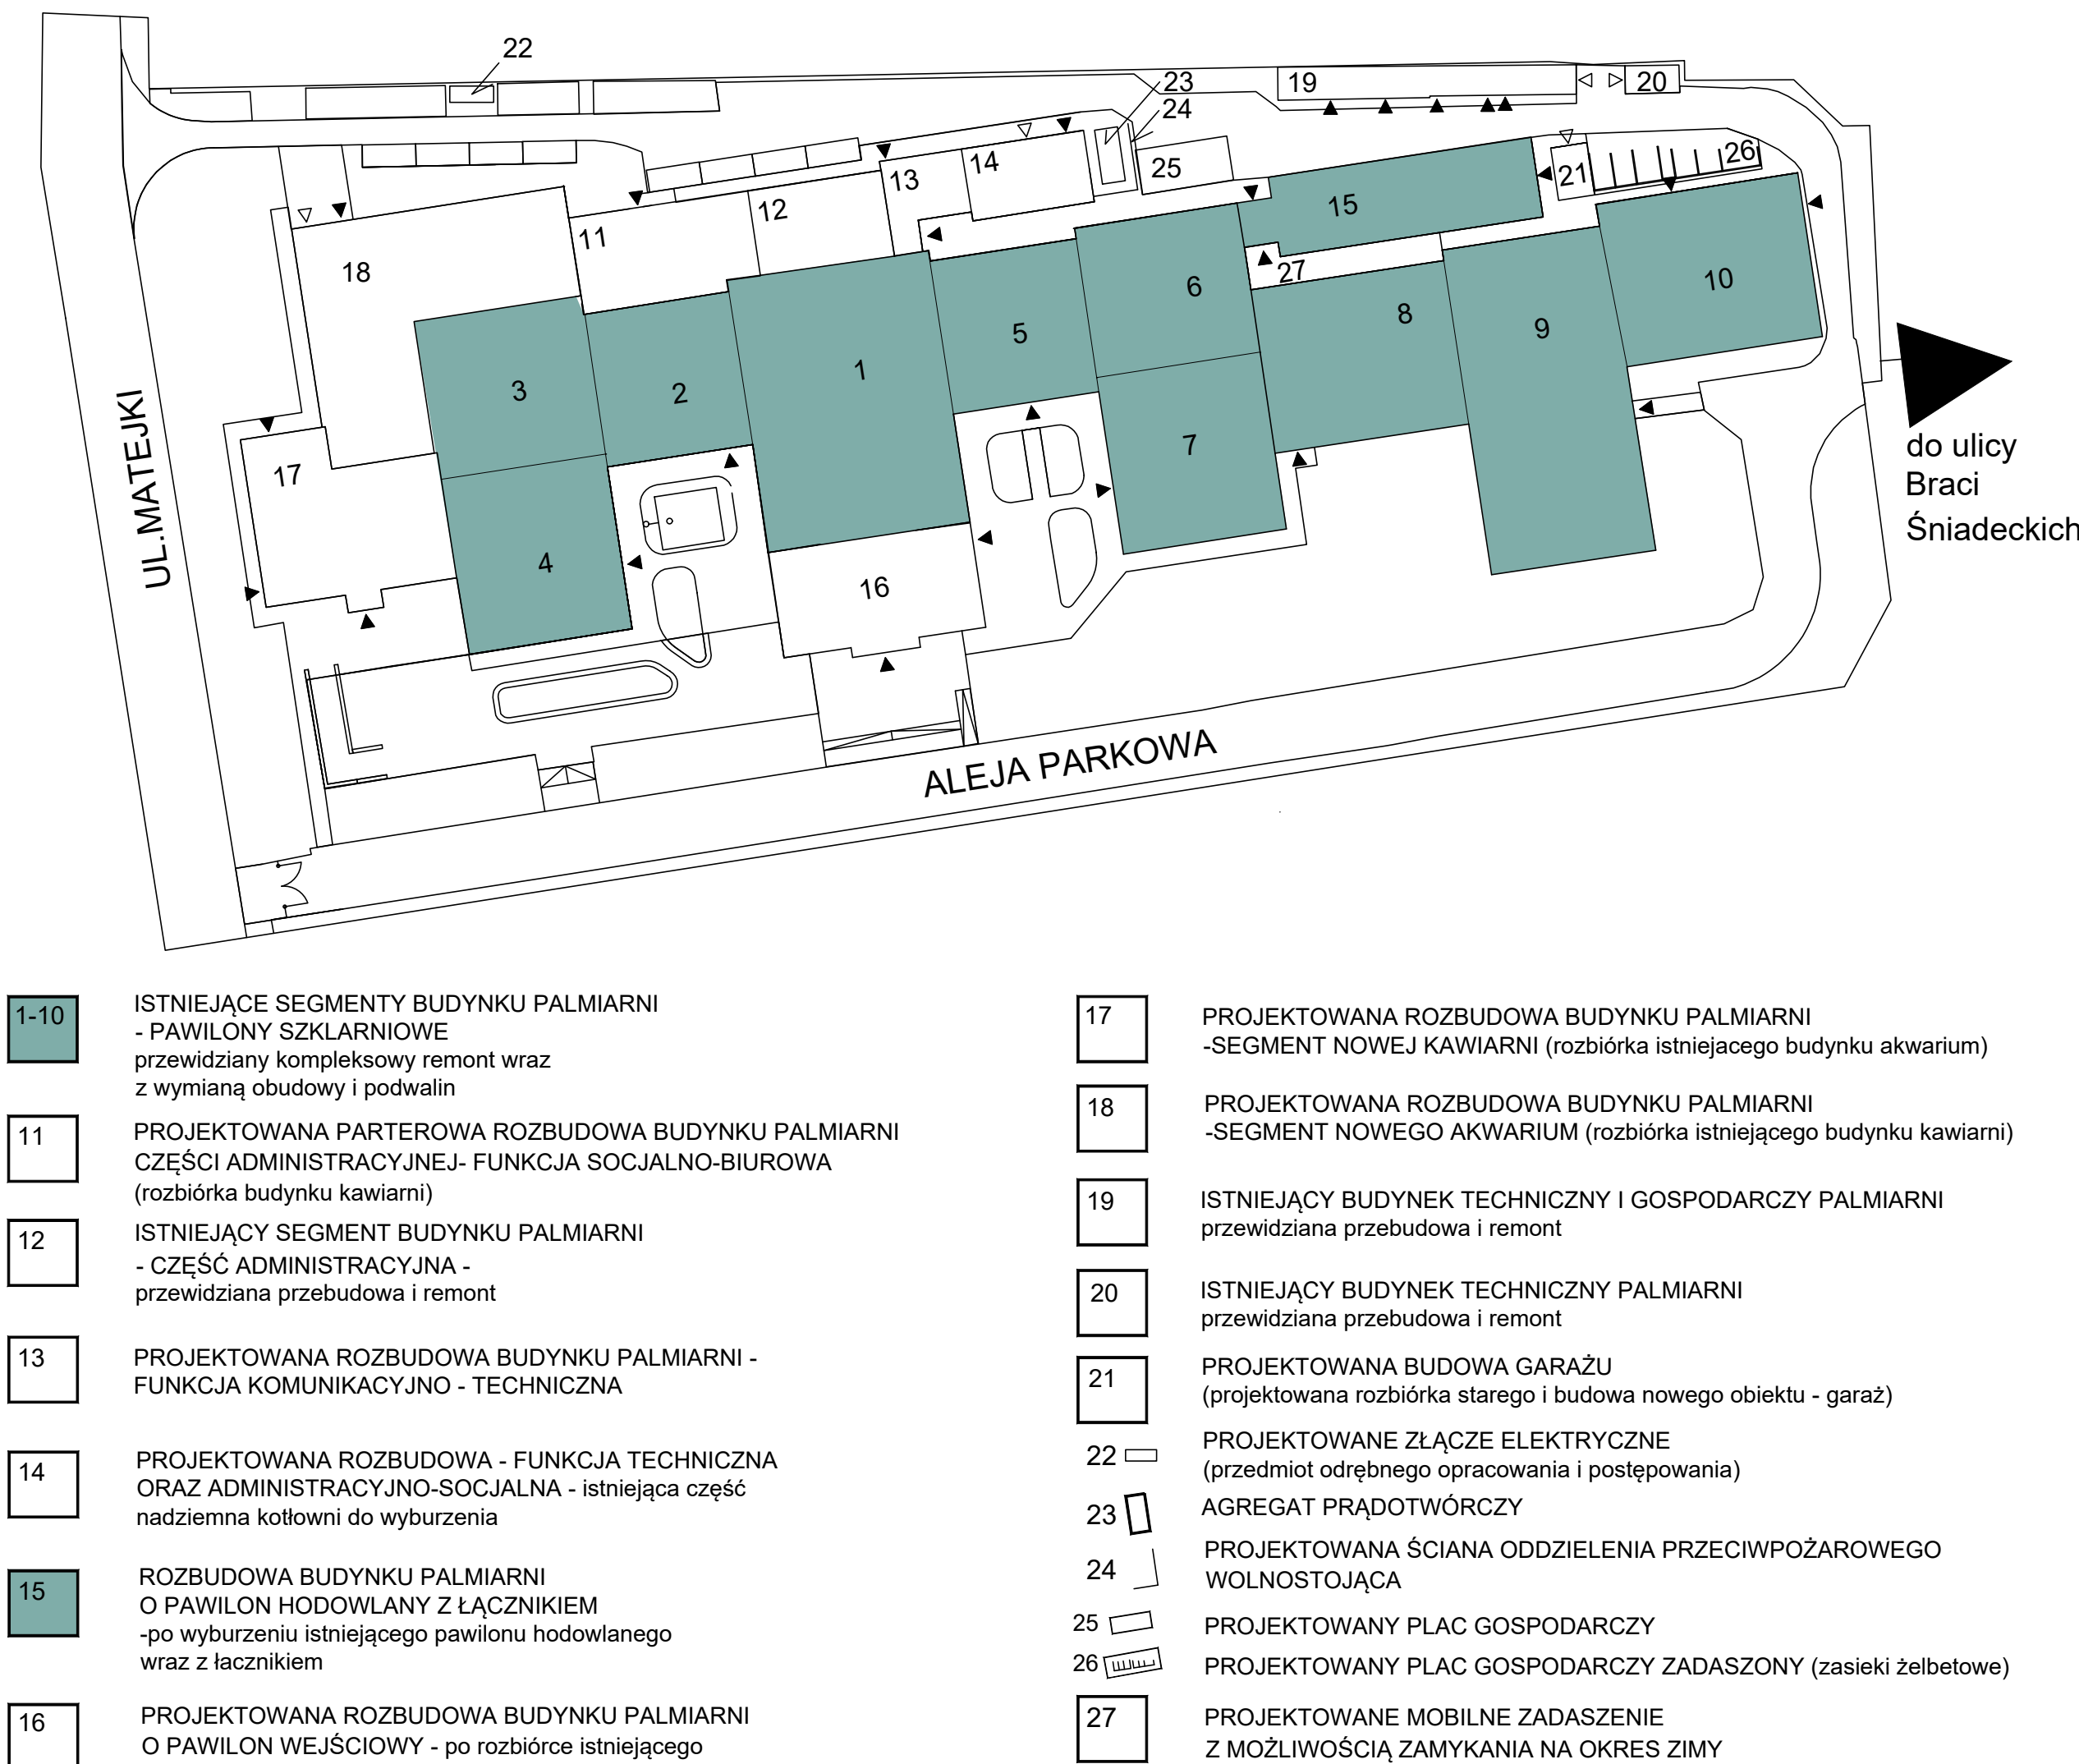 22
23
24
19
20
25
14
13
12
11
15
21
26
27
18
6
10
8
9
5
1
2
3
7
17
4
16
UL.MATEJKI
ALEJA PARKOWA
do ulicy
Braci
Śniadeckich
1-10
ISTNIEJĄCE SEGMENTY BUDYNKU PALMIARNI
- PAWILONY SZKLARNIOWE
przewidziany kompleksowy remont wraz
z wymianą obudowy i podwalin
11
PROJEKTOWANA PARTEROWA ROZBUDOWA BUDYNKU PALMIARNI
CZĘŚCI ADMINISTRACYJNEJ- FUNKCJA SOCJALNO-BIUROWA
(rozbiórka budynku kawiarni)
12
ISTNIEJĄCY SEGMENT BUDYNKU PALMIARNI
- CZĘŚĆ ADMINISTRACYJNA -
przewidziana przebudowa i remont
13
PROJEKTOWANA ROZBUDOWA BUDYNKU PALMIARNI -
FUNKCJA KOMUNIKACYJNO - TECHNICZNA
14
PROJEKTOWANA ROZBUDOWA - FUNKCJA TECHNICZNA
ORAZ ADMINISTRACYJNO-SOCJALNA - istniejąca część
nadziemna kotłowni do wyburzenia
15
ROZBUDOWA BUDYNKU PALMIARNI
O PAWILON HODOWLANY Z ŁĄCZNIKIEM
-po wyburzeniu istniejącego pawilonu hodowlanego
wraz z łacznikiem
16
PROJEKTOWANA ROZBUDOWA BUDYNKU PALMIARNI
O PAWILON WEJŚCIOWY - po rozbiórce istniejącego
17
PROJEKTOWANA ROZBUDOWA BUDYNKU PALMIARNI
-SEGMENT NOWEJ KAWIARNI (rozbiórka istniejacego budynku akwarium)
18
PROJEKTOWANA ROZBUDOWA BUDYNKU PALMIARNI
-SEGMENT NOWEGO AKWARIUM (rozbiórka istniejącego budynku kawiarni)
19
ISTNIEJĄCY BUDYNEK TECHNICZNY I GOSPODARCZY PALMIARNI
przewidziana przebudowa i remont
20
ISTNIEJĄCY BUDYNEK TECHNICZNY PALMIARNI
przewidziana przebudowa i remont
21
PROJEKTOWANA BUDOWA GARAŻU
(projektowana rozbiórka starego i budowa nowego obiektu - garaż)
22
PROJEKTOWANE ZŁĄCZE ELEKTRYCZNE
(przedmiot odrębnego opracowania i postępowania)
23
AGREGAT PRĄDOTWÓRCZY
24
PROJEKTOWANA ŚCIANA ODDZIELENIA PRZECIWPOŻAROWEGO
WOLNOSTOJĄCA
25
PROJEKTOWANY PLAC GOSPODARCZY
26
PROJEKTOWANY PLAC GOSPODARCZY ZADASZONY (zasieki żelbetowe)
27
PROJEKTOWANE MOBILNE ZADASZENIE
Z MOŻLIWOŚCIĄ ZAMYKANIA NA OKRES ZIMY